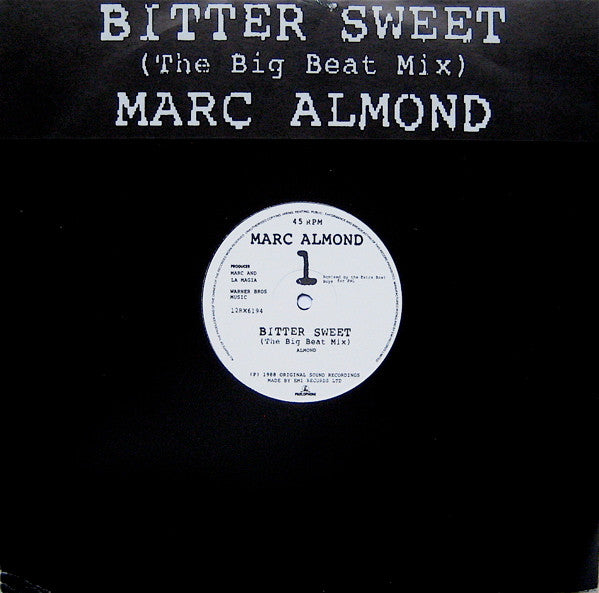 BITTER SWEET
(The Big Beat Mix)
MARC ALMOND
45 RPM
MARC ALMOND
PRODUCER
MARC AND
LA MAGIA
1
Remixed by the Extra Beat
Boys for PWL
WARNER BROS
MUSIC
12RX6194
BITTER SWEET
(The Big Beat Mix)
ALMOND
(P) 1988 ORIGINAL SOUND RECORDINGS
MADE BY EMI RECORDS LTD
PARLOPHONE